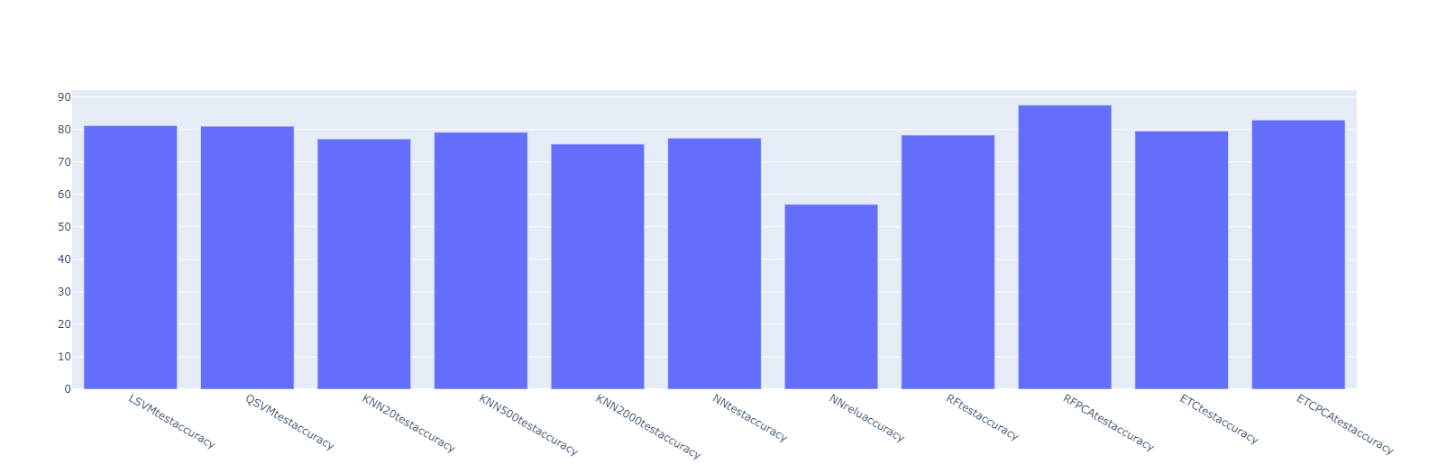 90
80
70
60
50
40
30
20
10
0
LSVMtestaccuracy
QSVMtestaccuracy
KNN20testaccuracy
KNN500testaccuracy
KNN2000testaccuracy
NNtestaccuracy
NNreluaccuracy
RFtestaccuracy
RFPCAtestaccuracy
ETCtestaccuracy
ETCPCAtestaccuracy